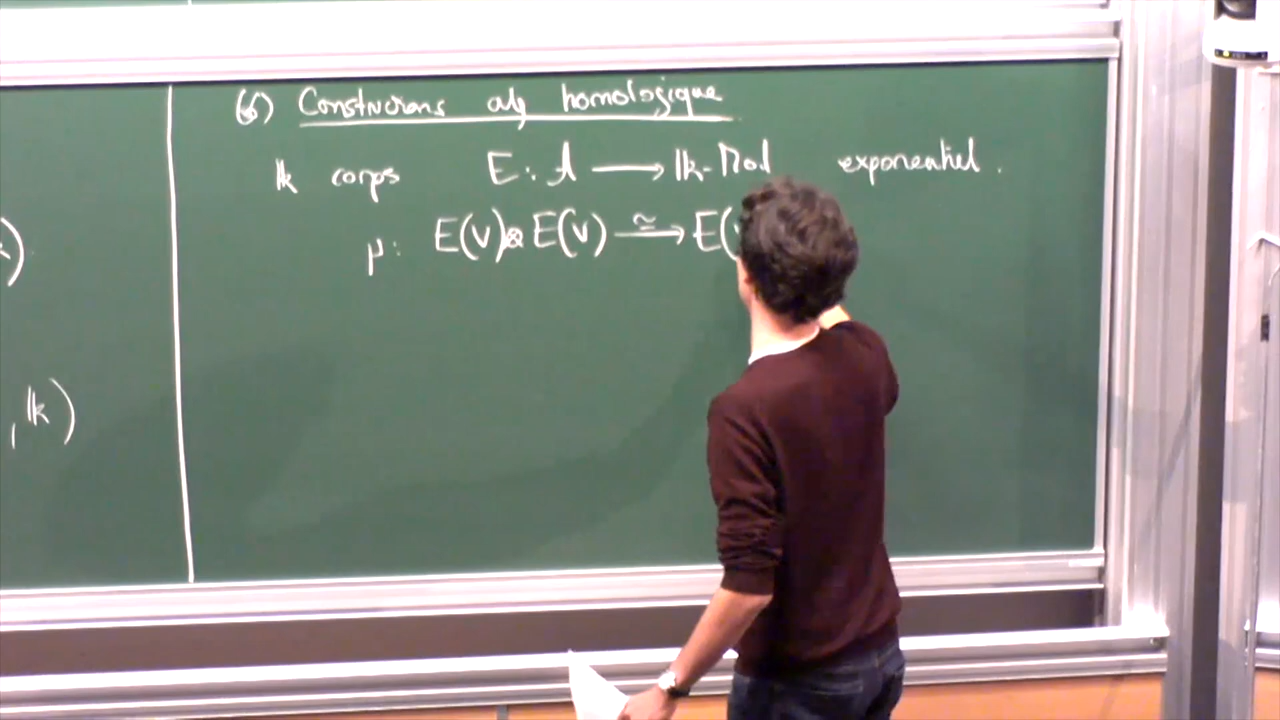 (6) Constructions alg homologique
𝕜 corps E : A ⟶ 𝕜-Mod exponentiel.
μ : E(V)⊗E(V) ≃⟶ E(
, 𝕜)